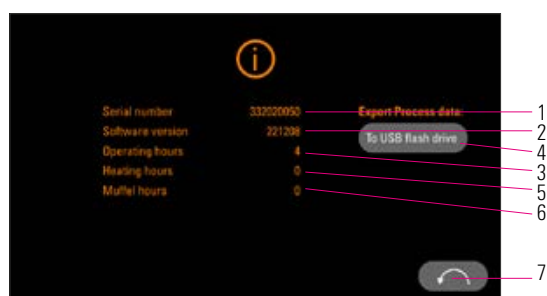 i
Serial number 332020050 Export Process data: 1
Software version 221208 To USB flash drive 2
4
Operating hours 4 3
Heating hours 0 5
Muffel hours 0 6
7